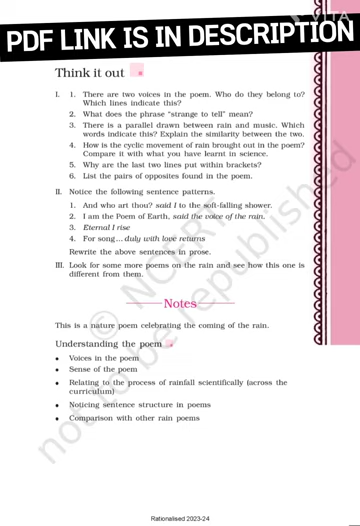 PDF LINK IS IN DESCRIPTION
Think it out
I. 1. There are two voices in the poem. Who do they belong to?
Which lines indicate this?
2. What does the phrase “strange to tell” mean?
3. There is a parallel drawn between rain and music. Which
words indicate this? Explain the similarity between the two.
4. How is the cyclic movement of rain brought out in the poem?
Compare it with what you have learnt in science.
5. Why are the last two lines put within brackets?
6. List the pairs of opposites found in the poem.
II. Notice the following sentence patterns.
1. And who art thou? said I to the soft-falling shower.
2. I am the Poem of Earth, said the voice of the rain.
3. Eternal I rise
4. For song... duly with love returns
Rewrite the above sentences in prose.
III. Look for some more poems on the rain and see how this one is
different from them.
Notes
This is a nature poem celebrating the coming of the rain.
Understanding the poem
• Voices in the poem
• Sense of the poem
• Relating to the process of rainfall scientifically (across the
curriculum)
• Noticing sentence structure in poems
• Comparison with other rain poems
© NCERT
not to be republished
Rationalised 2023-24